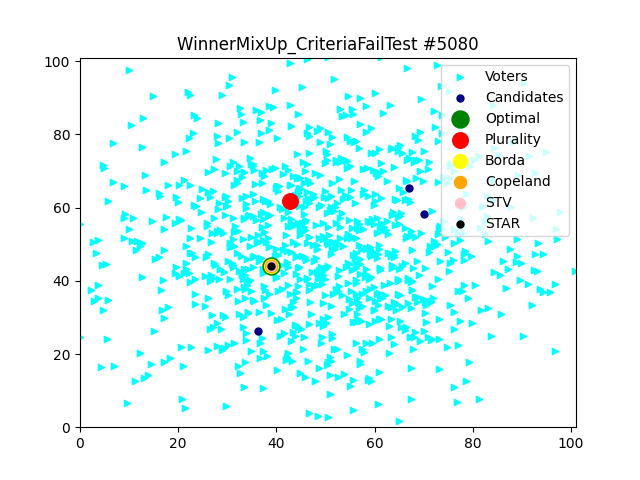 WinnerMixUp_CriteriaFailTest #5080
100
80
60
40
20
0
0 20 40 60 80 100
Voters
Candidates
Optimal
Plurality
Borda
Copeland
STV
STAR